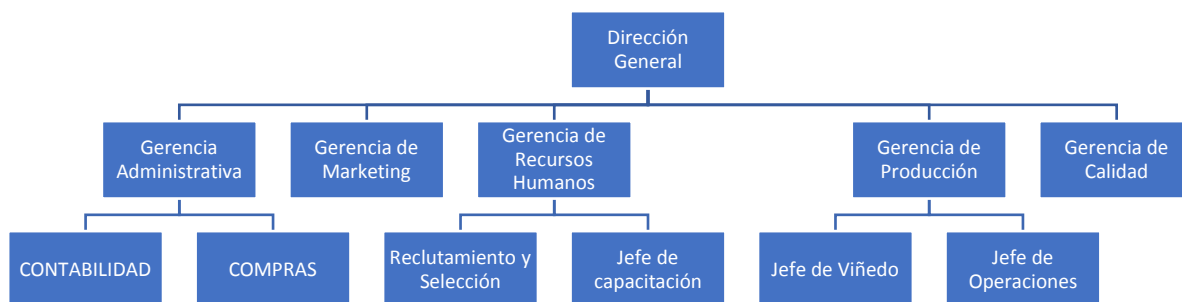 Dirección
General
Gerencia
Administrativa
Gerencia de
Marketing
Gerencia de
Recursos
Humanos
Gerencia de
Producción
Gerencia de
Calidad
CONTABILIDAD
COMPRAS
Reclutamiento y
Selección
Jefe de
capacitación
Jefe de Viñedo
Jefe de
Operaciones